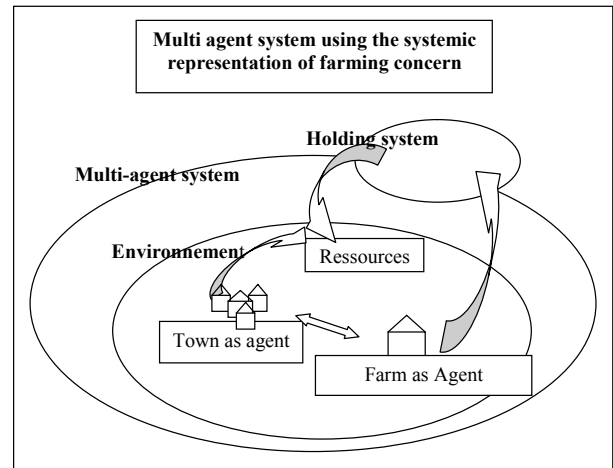 Multi agent system using the systemic
representation of farming concern
Holding system
Multi-agent system
Environnement
Ressources
Town as agent
Farm as Agent